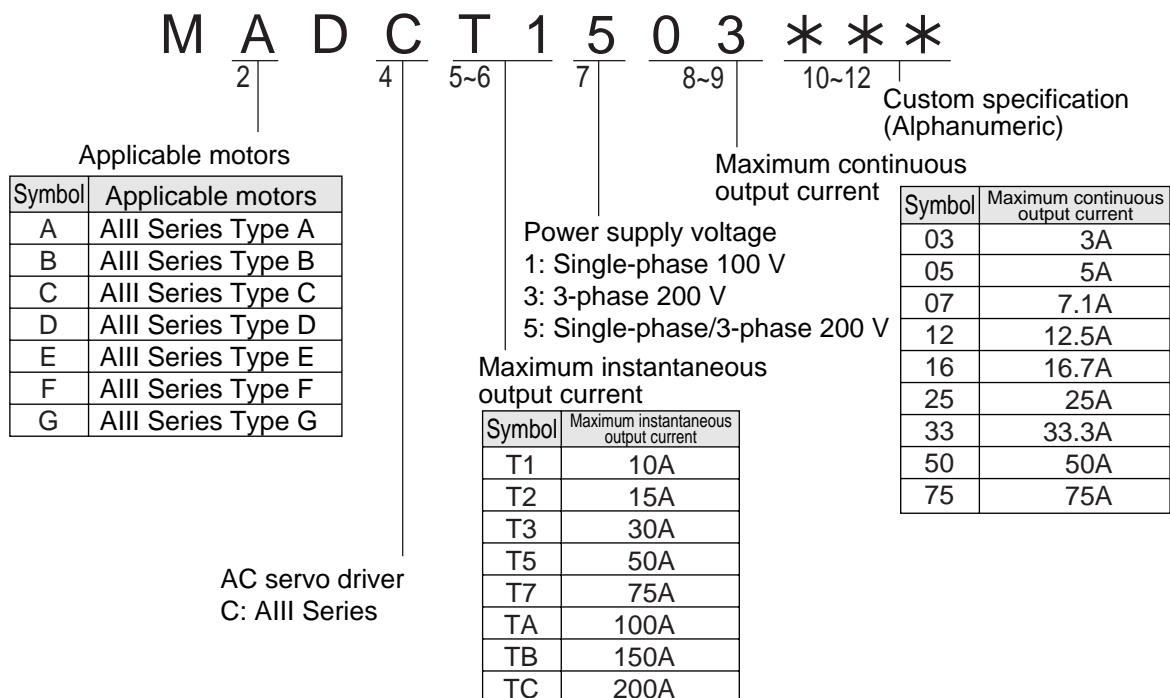 M A D C T 1 5 0 3 ＊ ＊ ＊
2 4 5~6 7 8~9 10~12
Custom specification
(Alphanumeric)
Applicable motors
Symbol Applicable motors
A AIII Series Type A
B AIII Series Type B
C AIII Series Type C
D AIII Series Type D
E AIII Series Type E
F AIII Series Type F
G AIII Series Type G
Maximum continuous
output current
Symbol Maximum continuous
output current
03 3A
05 5A
07 7.1A
12 12.5A
16 16.7A
25 25A
33 33.3A
50 50A
75 75A
Power supply voltage
1: Single-phase 100 V
3: 3-phase 200 V
5: Single-phase/3-phase 200 V
Maximum instantaneous
output current
Symbol Maximum instantaneous
output current
T1 10A
T2 15A
T3 30A
T5 50A
T7 75A
TA 100A
TB 150A
TC 200A
AC servo driver
C: AIII Series